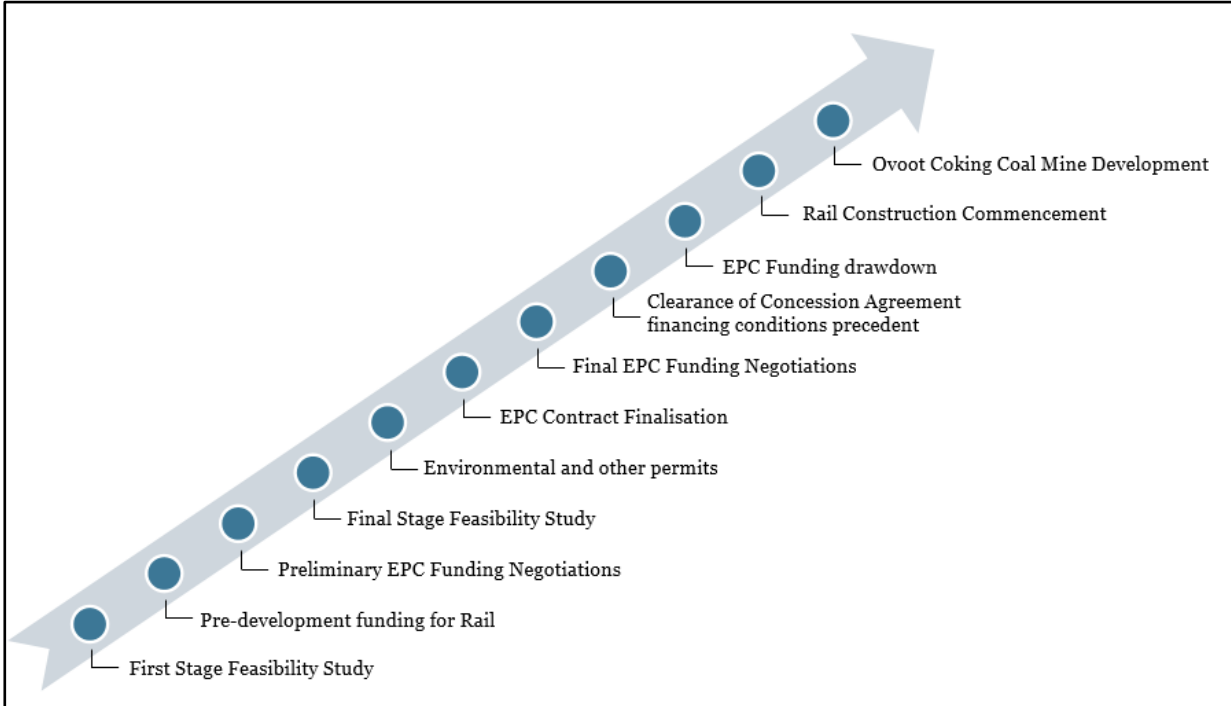 Ovoot Coking Coal Mine Development
Rail Construction Commencement
EPC Funding drawdown
Clearance of Concession Agreement
financing conditions precedent
Final EPC Funding Negotiations
EPC Contract Finalisation
Environmental and other permits
Final Stage Feasibility Study
Preliminary EPC Funding Negotiations
Pre-development funding for Rail
First Stage Feasibility Study